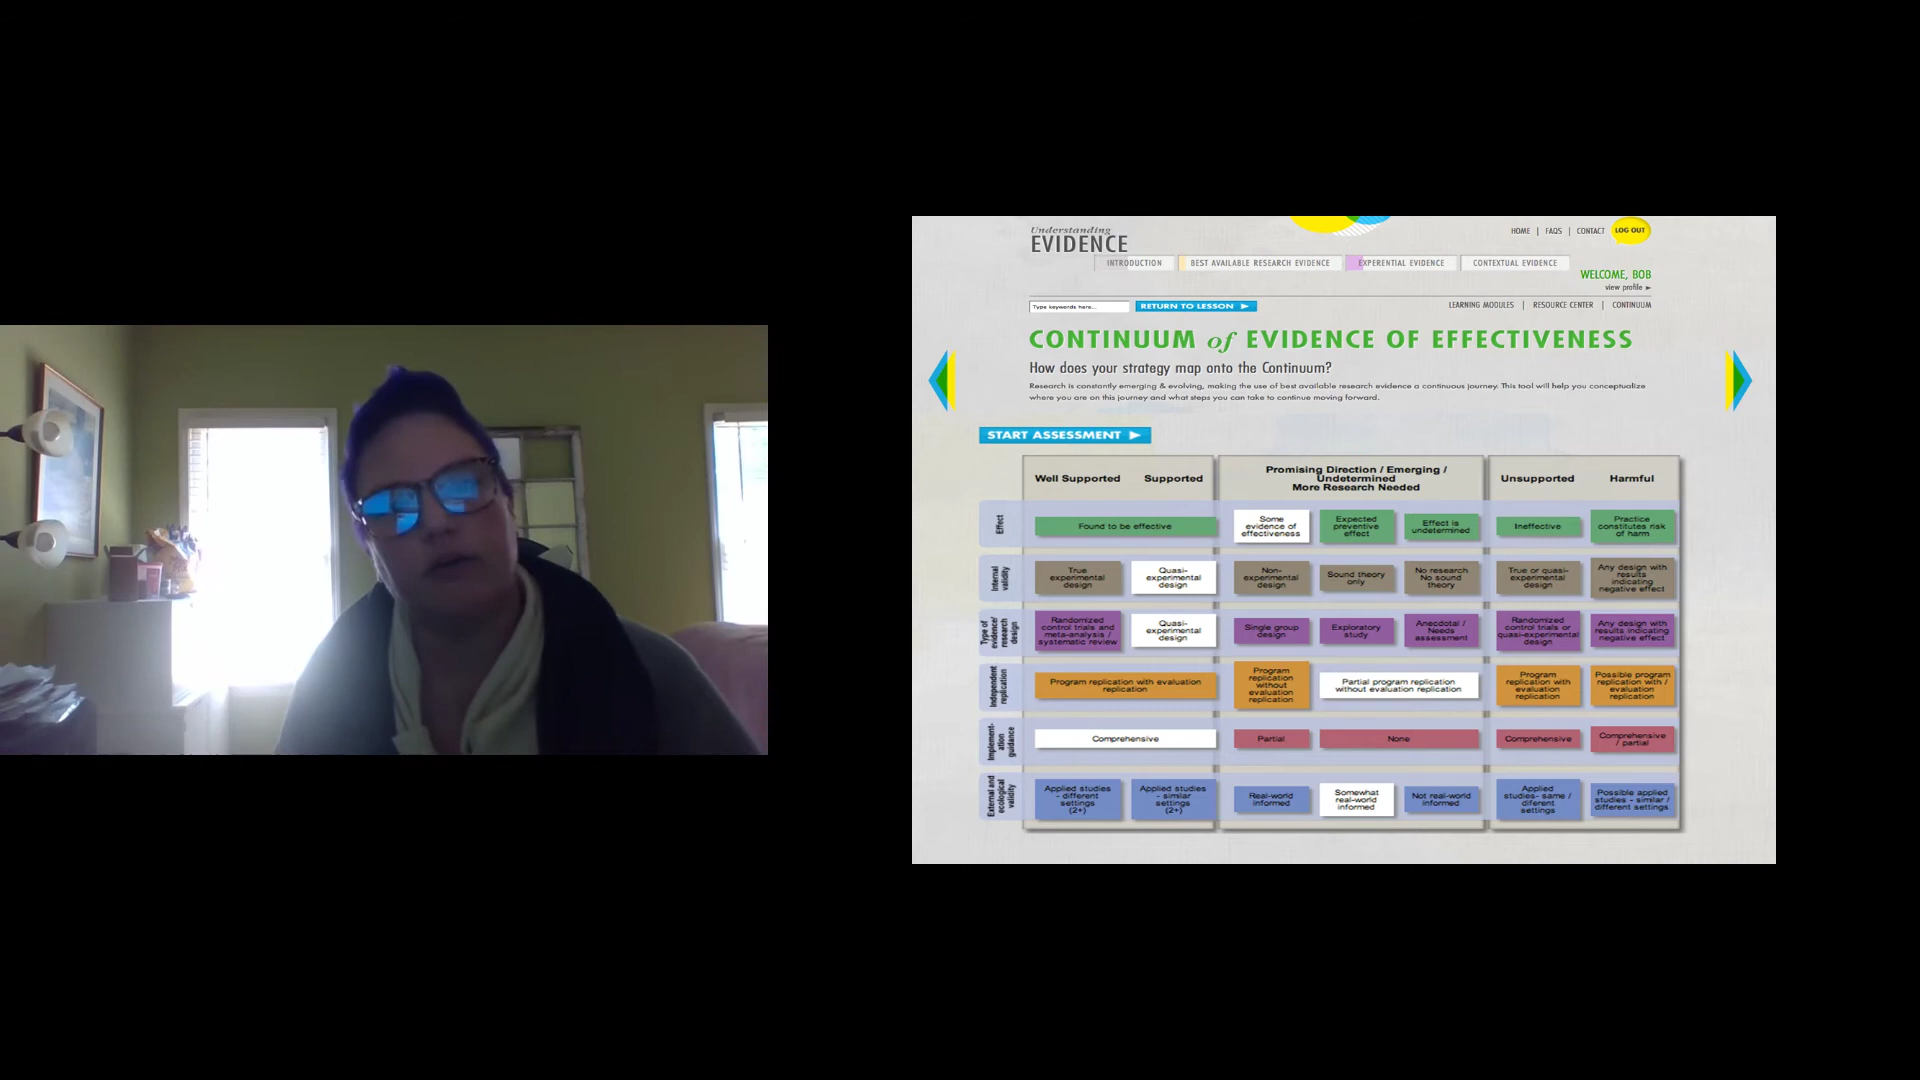 Understanding
EVIDENCE
HOME | FAQS | CONTACT LOG OUT
INTRODUCTION BEST AVAILABLE RESEARCH EVIDENCE EXPERENTIAL EVIDENCE CONTEXTUAL EVIDENCE
WELCOME, BOB
view profile ►
Type keywords here... RETURN TO LESSON ► LEARNING MODULES | RESOURCE CENTER | CONTINUUM
CONTINUUM of EVIDENCE OF EFFECTIVENESS
How does your strategy map onto the Continuum?
Research is constantly emerging & evolving, making the use of best available research evidence a continuous journey. This tool will help you conceptualize
where you are on this journey and what steps you can take to continue moving forward.
START ASSESSMENT ►
Well Supported
Supported
Promising Direction / Emerging /
Undetermined
More Research Needed
Unsupported
Harmful
Effect
Found to be effective
Some
evidence of
effectiveness
Expected
preventive
effect
Effect is
undetermined
Ineffective
Practice
constitutes risk
of harm
Internal
validity
True
experimental
design
Quasi-
experimental
design
Non-
experimental
design
Sound theory
only
No research
No sound
theory
True or quasi-
experimental
design
Any design with
results
indicating
negative effect
Type of
evidence/
research
design
Randomized
control trials and
meta-analysis /
systematic review
Quasi-
experimental
design
Single group
design
Exploratory
study
Anecdotal /
Needs
assessment
Randomized
control trials or
quasi-experimental
design
Any design with
results indicating
negative effect
Independent
replication
Program replication with evaluation
replication
Program
replication
without
evaluation
replication
Partial program replication
without evaluation replication
Program
replication with
evaluation
replication
Possible program
replication with /
evaluation
replication
Implement-
ation
guidance
Comprehensive
Partial
None
Comprehensive
Comprehensive
/ partial
External and
ecological
validity
Applied studies
- different
settings
(2+)
Applied studies
- similar
settings
(2+)
Real-world
informed
Somewhat
real-world
informed
Not real-world
informed
Applied
studies- same /
diferent
settings
Possible applied
studies - similar /
different settings